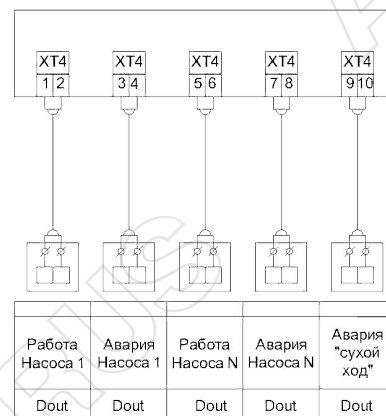 XT4 XT4 XT4 XT4 XT4
1 2 3 4 5 6 7 8 9 10
Работа Насоса 1
Авария Насоса 1
Работа Насоса N
Авария Насоса N
Авария "сухой ход"
Dout Dout Dout Dout Dout